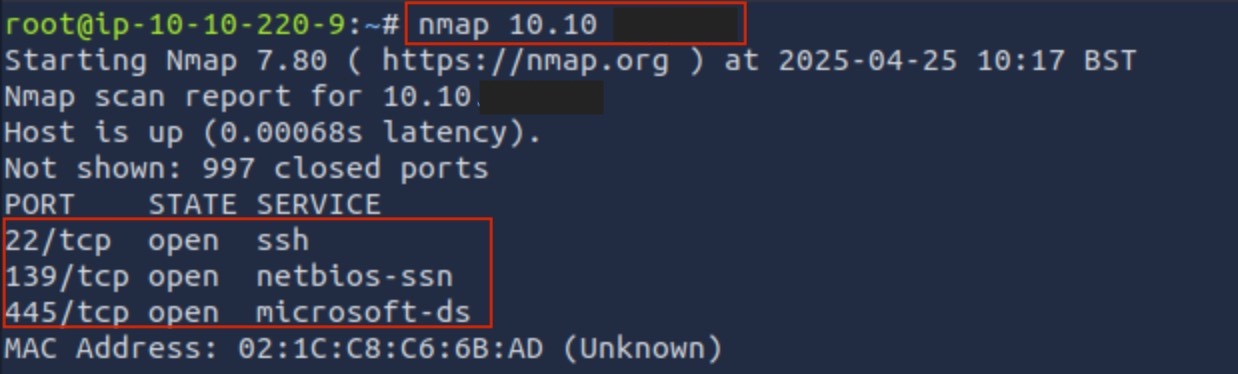 root@ip-10-10-220-9:~# nmap 10.10
Starting Nmap 7.80 ( https://nmap.org ) at 2025-04-25 10:17 BST
Nmap scan report for 10.10.
Host is up (0.00068s latency).
Not shown: 997 closed ports
PORT    STATE SERVICE
22/tcp  open  ssh
139/tcp open  netbios-ssn
445/tcp open  microsoft-ds
MAC Address: 02:1C:C8:C6:6B:AD (Unknown)